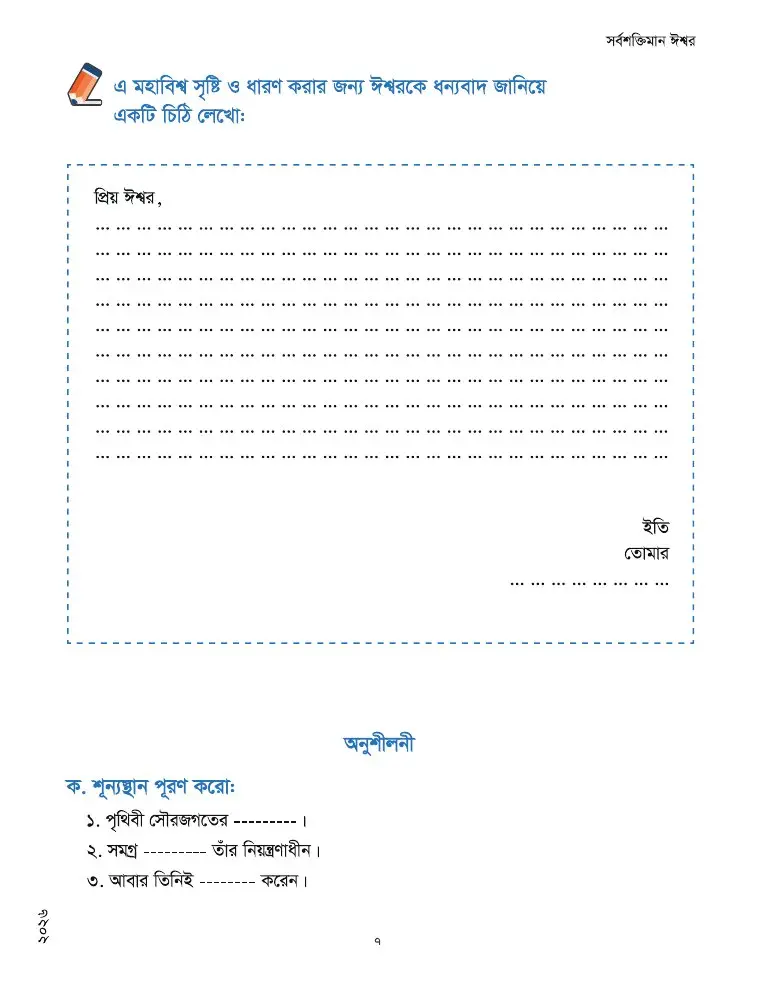 সর্বশক্তিমান ঈশ্বর
এ মহাবিশ্ব সৃষ্টি ও ধারণ করার জন্য ঈশ্বরকে ধন্যবাদ জানিয়ে
একটি চিঠি লেখো:
প্রিয় ঈশ্বর,
... ... ... ... ... ... ... ... ... ... ... ... ... ... ... ... ... ... ... ... ... ... ... ... ... ... ... ...
... ... ... ... ... ... ... ... ... ... ... ... ... ... ... ... ... ... ... ... ... ... ... ... ... ... ... ...
... ... ... ... ... ... ... ... ... ... ... ... ... ... ... ... ... ... ... ... ... ... ... ... ... ... ... ...
... ... ... ... ... ... ... ... ... ... ... ... ... ... ... ... ... ... ... ... ... ... ... ... ... ... ... ...
... ... ... ... ... ... ... ... ... ... ... ... ... ... ... ... ... ... ... ... ... ... ... ... ... ... ... ...
... ... ... ... ... ... ... ... ... ... ... ... ... ... ... ... ... ... ... ... ... ... ... ... ... ... ... ...
... ... ... ... ... ... ... ... ... ... ... ... ... ... ... ... ... ... ... ... ... ... ... ... ... ... ... ...
... ... ... ... ... ... ... ... ... ... ... ... ... ... ... ... ... ... ... ... ... ... ... ... ... ... ... ...
... ... ... ... ... ... ... ... ... ... ... ... ... ... ... ... ... ... ... ... ... ... ... ... ... ... ... ...
... ... ... ... ... ... ... ... ... ... ... ... ... ... ... ... ... ... ... ... ... ... ... ... ... ... ... ...
ইতি
তোমার
... ... ... ... ... ... ... ...
অনুশীলনী
ক. শূন্যস্থান পূরণ করো:
১. পৃথিবী সৌরজগতের ---------।
২. সমগ্র --------- তাঁর নিয়ন্ত্রণাধীন।
৩. আবার তিনিই -------- করেন।
২০২৬
৭